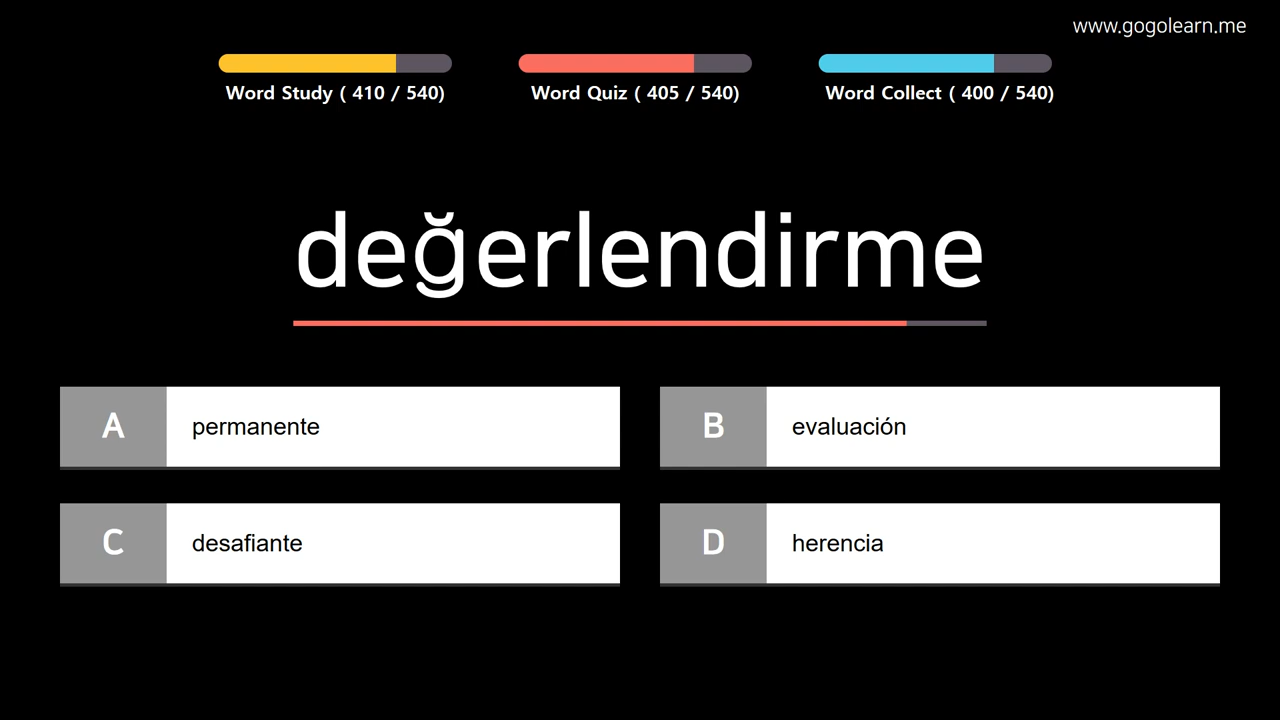 www.gogolearn.me
Word Study ( 410 / 540)
Word Quiz ( 405 / 540)
Word Collect ( 400 / 540)
değerlendirme
A permanente
B evaluación
C desafiante
D herencia